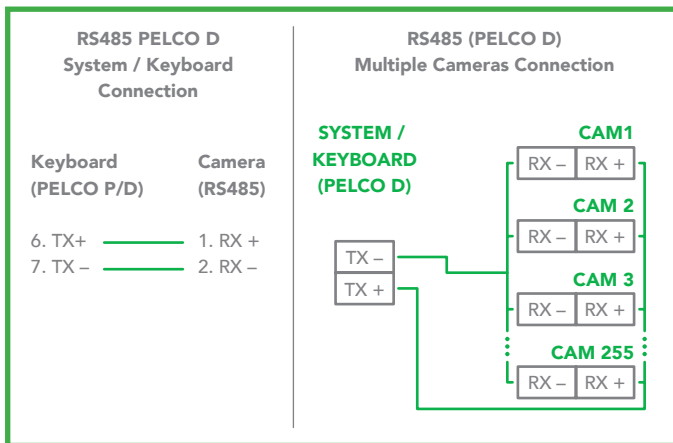 RS485 PELCO D
System / Keyboard
Connection
Keyboard
(PELCO P/D)
Camera
(RS485)
6. TX+
1. RX +
7. TX –
2. RX –
RS485 (PELCO D)
Multiple Cameras Connection
SYSTEM /
KEYBOARD
(PELCO D)
TX –
TX +
CAM1
RX – RX +
CAM 2
RX – RX +
CAM 3
RX – RX +
CAM 255
RX – RX +